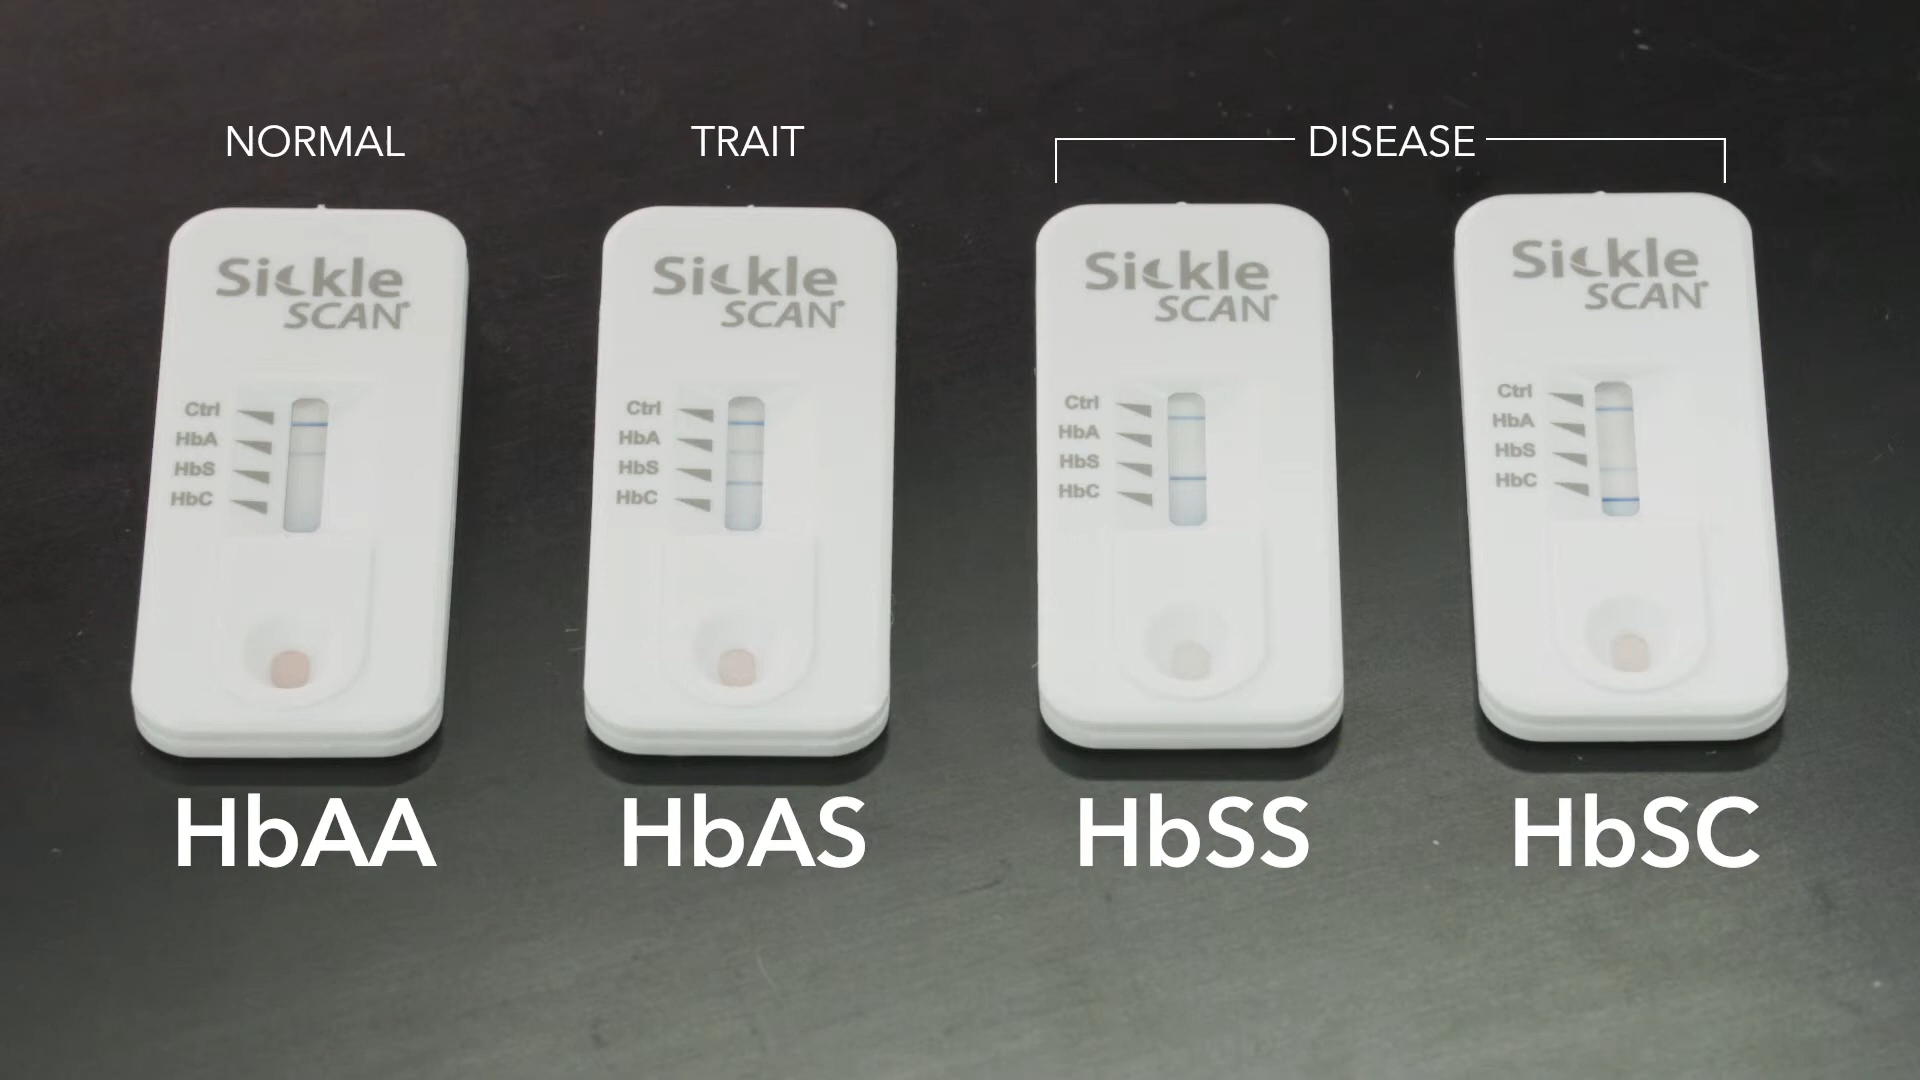 NORMAL
TRAIT
DISEASE
Sickle
SCAN
Ctrl
HbA
HbS
HbC
Sickle
SCAN
Ctrl
HbA
HbS
HbC
Sickle
SCAN
Ctrl
HbA
HbS
HbC
Sickle
SCAN
Ctrl
HbA
HbS
HbC
HbAA
HbAS
HbSS
HbSC